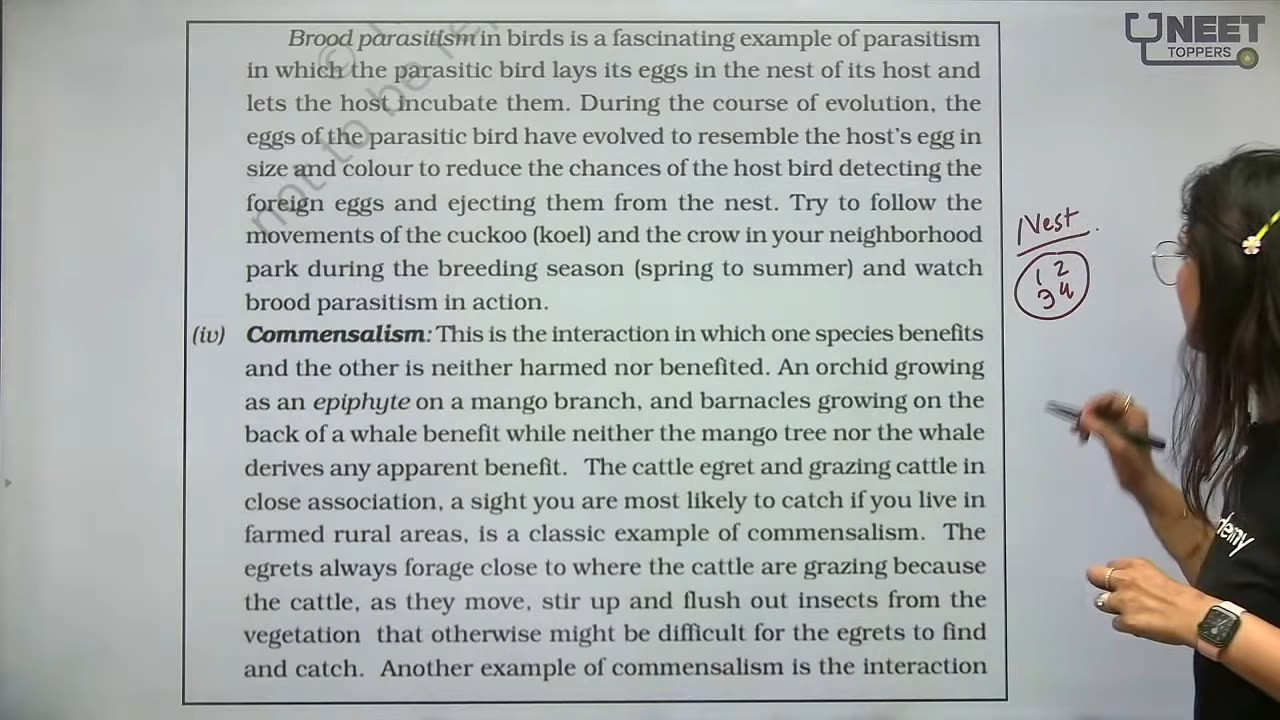 NEET
TOPPERS
Brood parasitism in birds is a fascinating example of parasitism
in which the parasitic bird lays its eggs in the nest of its host and
lets the host incubate them. During the course of evolution, the
eggs of the parasitic bird have evolved to resemble the host's egg in
size and colour to reduce the chances of the host bird detecting the
foreign eggs and ejecting them from the nest. Try to follow the
movements of the cuckoo (koel) and the crow in your neighborhood
park during the breeding season (spring to summer) and watch
brood parasitism in action.
(iv) Commensalism: This is the interaction in which one species benefits
and the other is neither harmed nor benefited. An orchid growing
as an epiphyte on a mango branch, and barnacles growing on the
back of a whale benefit while neither the mango tree nor the whale
derives any apparent benefit. The cattle egret and grazing cattle in
close association, a sight you are most likely to catch if you live in
farmed rural areas, is a classic example of commensalism. The
egrets always forage close to where the cattle are grazing because
the cattle, as they move, stir up and flush out insects from the
vegetation that otherwise might be difficult for the egrets to find
and catch. Another example of commensalism is the interaction
Nest
1 2
3 4
not to be re
demy